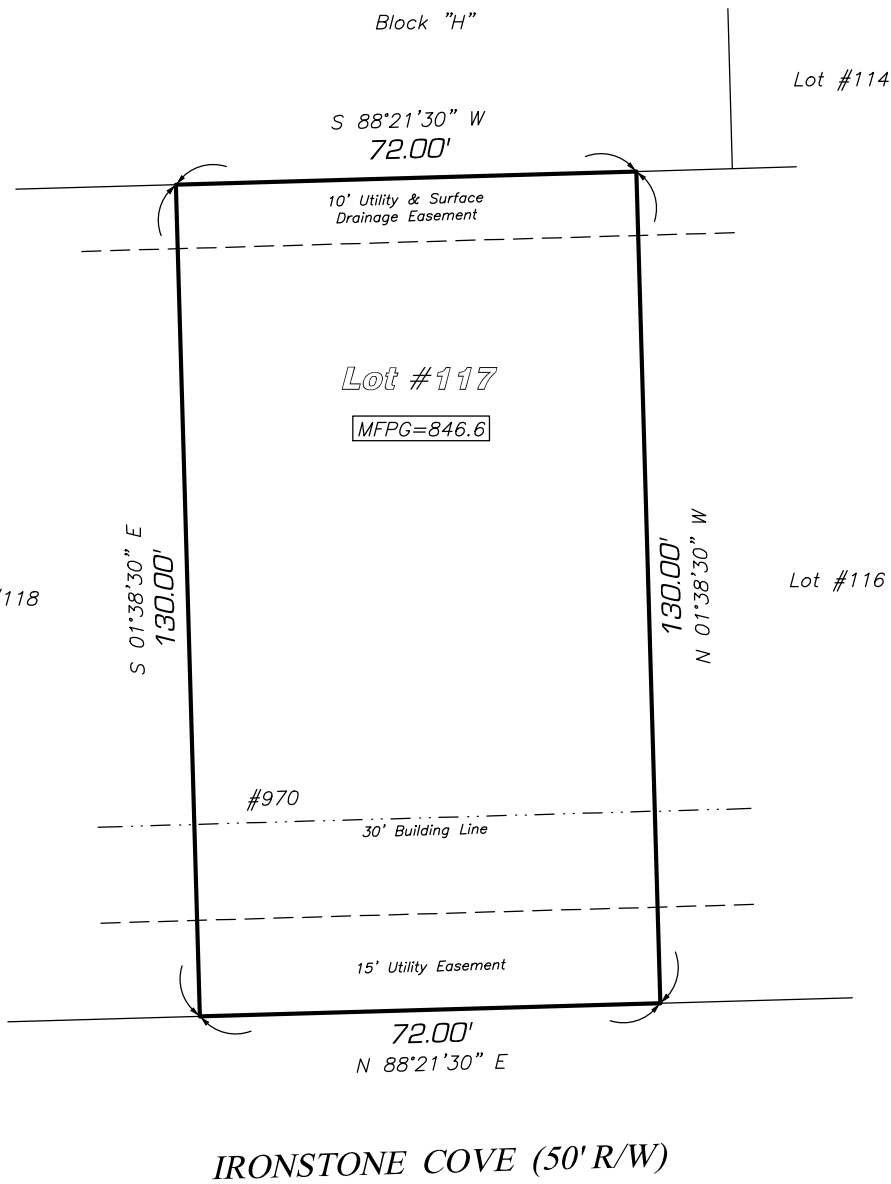 Block "H"
Lot #114
S 88°21'30" W
72.00'
10' Utility & Surface
Drainage Easement
Lot #117
MFPG=846.6
S 01°38'30" E
130.00'
130.00'
N 01°38'30" W
#118
Lot #116
#970
30' Building Line
15' Utility Easement
72.00'
N 88°21'30" E
IRONSTONE COVE (50' R/W)